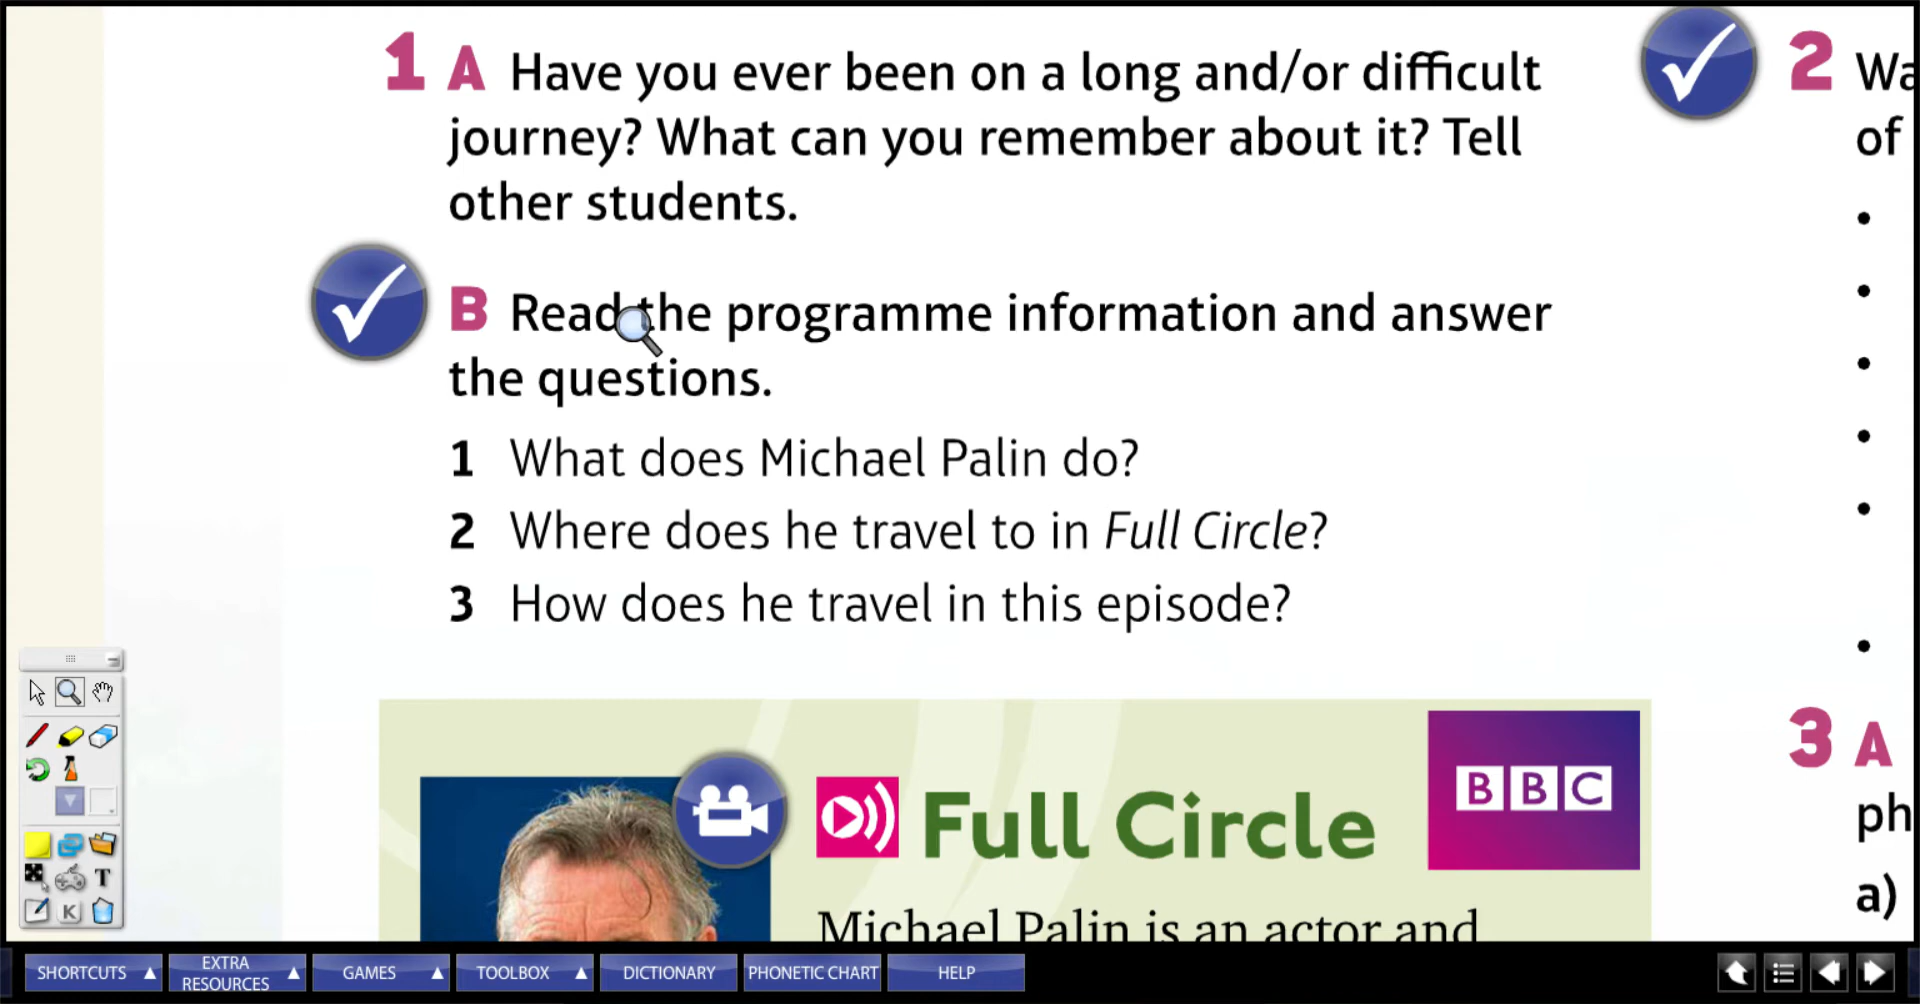 1 A Have you ever been on a long and/or difficult
journey? What can you remember about it? Tell
other students.
B Read the programme information and answer
the questions.
1 What does Michael Palin do?
2 Where does he travel to in Full Circle?
3 How does he travel in this episode?
BBC
Full Circle
Michael Palin is an actor and
2 Wa
of
•
•
•
•
•
•
3 A
ph
a)
T
K
SHORTCUTS ▲
EXTRA
RESOURCES ▲
GAMES ▲
TOOLBOX ▲
DICTIONARY
PHONETIC CHART
HELP